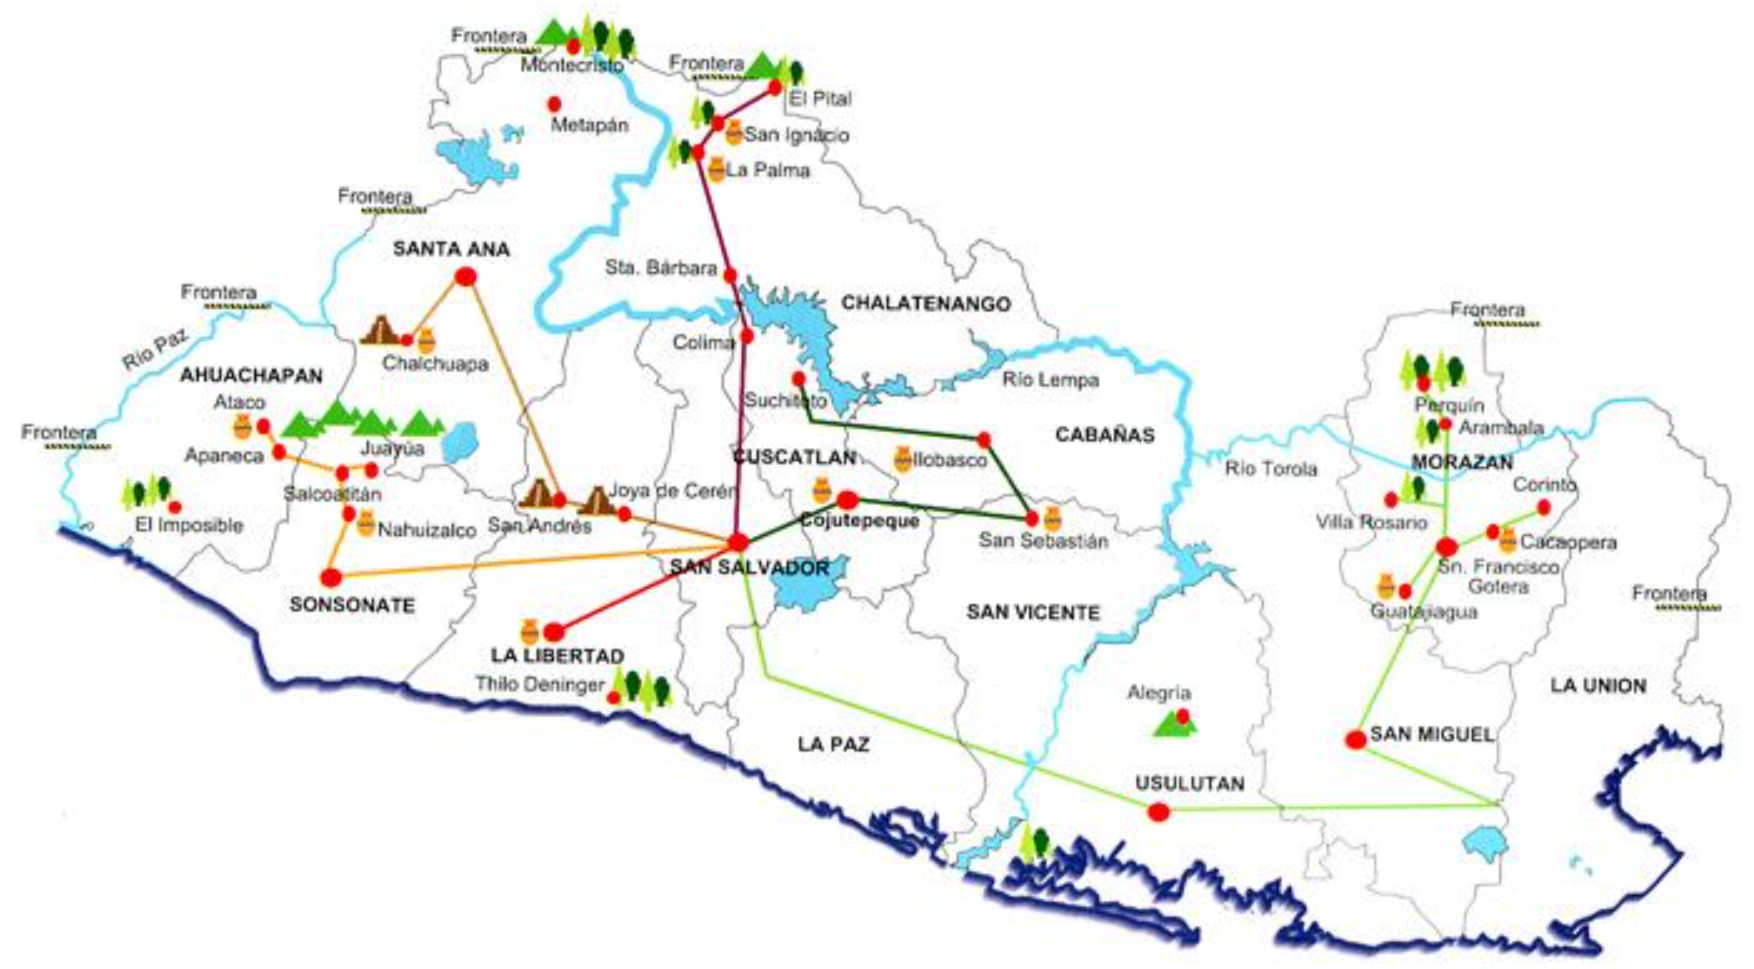 Frontera
Montecristo
Frontera
El Pital
Metapán
San Ignacio
La Palma
Frontera
SANTA ANA
Sta. Bárbara
Frontera
CHALATENANGO
Frontera
Río Paz
Colima
Chalchuapa
AHUACHAPAN
Río Lempa
Ataco
Suchitoto
Perquín
Frontera
Arambala
Juayúa
CABAÑAS
Apaneca
CUSCATLAN
Ilobasco
MORAZAN
Río Torola
Salcoatitán
Joya de Cerén
Corinto
El Imposible
Nahuizalco
San Andrés
Cojutepeque
Villa Rosario
San Sebastián
Cacaopera
SAN SALVADOR
Sn. Francisco
Gotera
SONSONATE
SAN VICENTE
Guatajiagua
Frontera
LA LIBERTAD
Thilo Deninger
Alegría
LA UNION
LA PAZ
SAN MIGUEL
USULUTAN